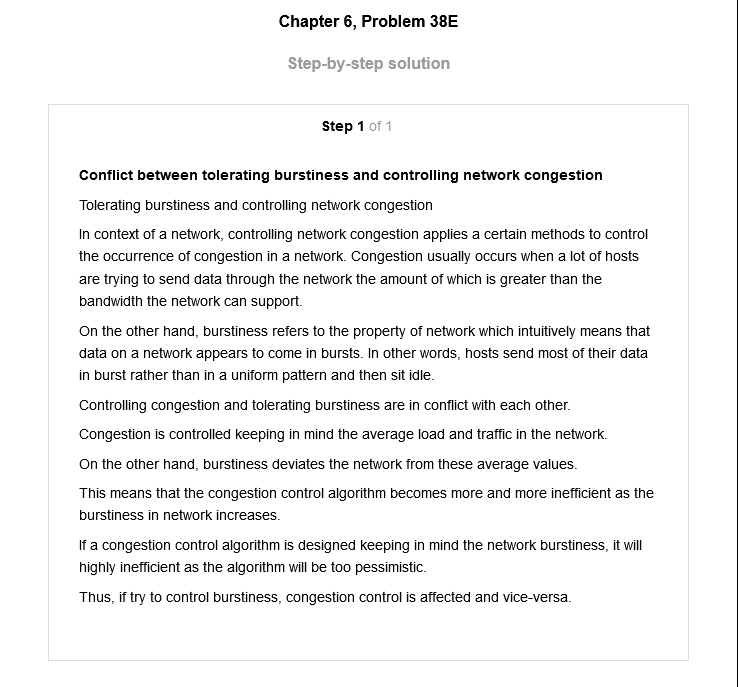 Chapter 6, Problem 38E
Step-by-step solution
Step 1 of 1
Conflict between tolerating burstiness and controlling network congestion
Tolerating burstiness and controlling network congestion
In context of a network, controlling network congestion applies a certain methods to control
the occurrence of congestion in a network. Congestion usually occurs when a lot of hosts
are trying to send data through the network the amount of which is greater than the
bandwidth the network can support.
On the other hand, burstiness refers to the property of network which intuitively means that
data on a network appears to come in bursts. In other words, hosts send most of their data
in burst rather than in a uniform pattern and then sit idle.
Controlling congestion and tolerating burstiness are in conflict with each other.
Congestion is controlled keeping in mind the average load and traffic in the network.
On the other hand, burstiness deviates the network from these average values.
This means that the congestion control algorithm becomes more and more inefficient as the
burstiness in network increases.
If a congestion control algorithm is designed keeping in mind the network burstiness, it will
highly inefficient as the algorithm will be too pessimistic.
Thus, if try to control burstiness, congestion control is affected and vice-versa.